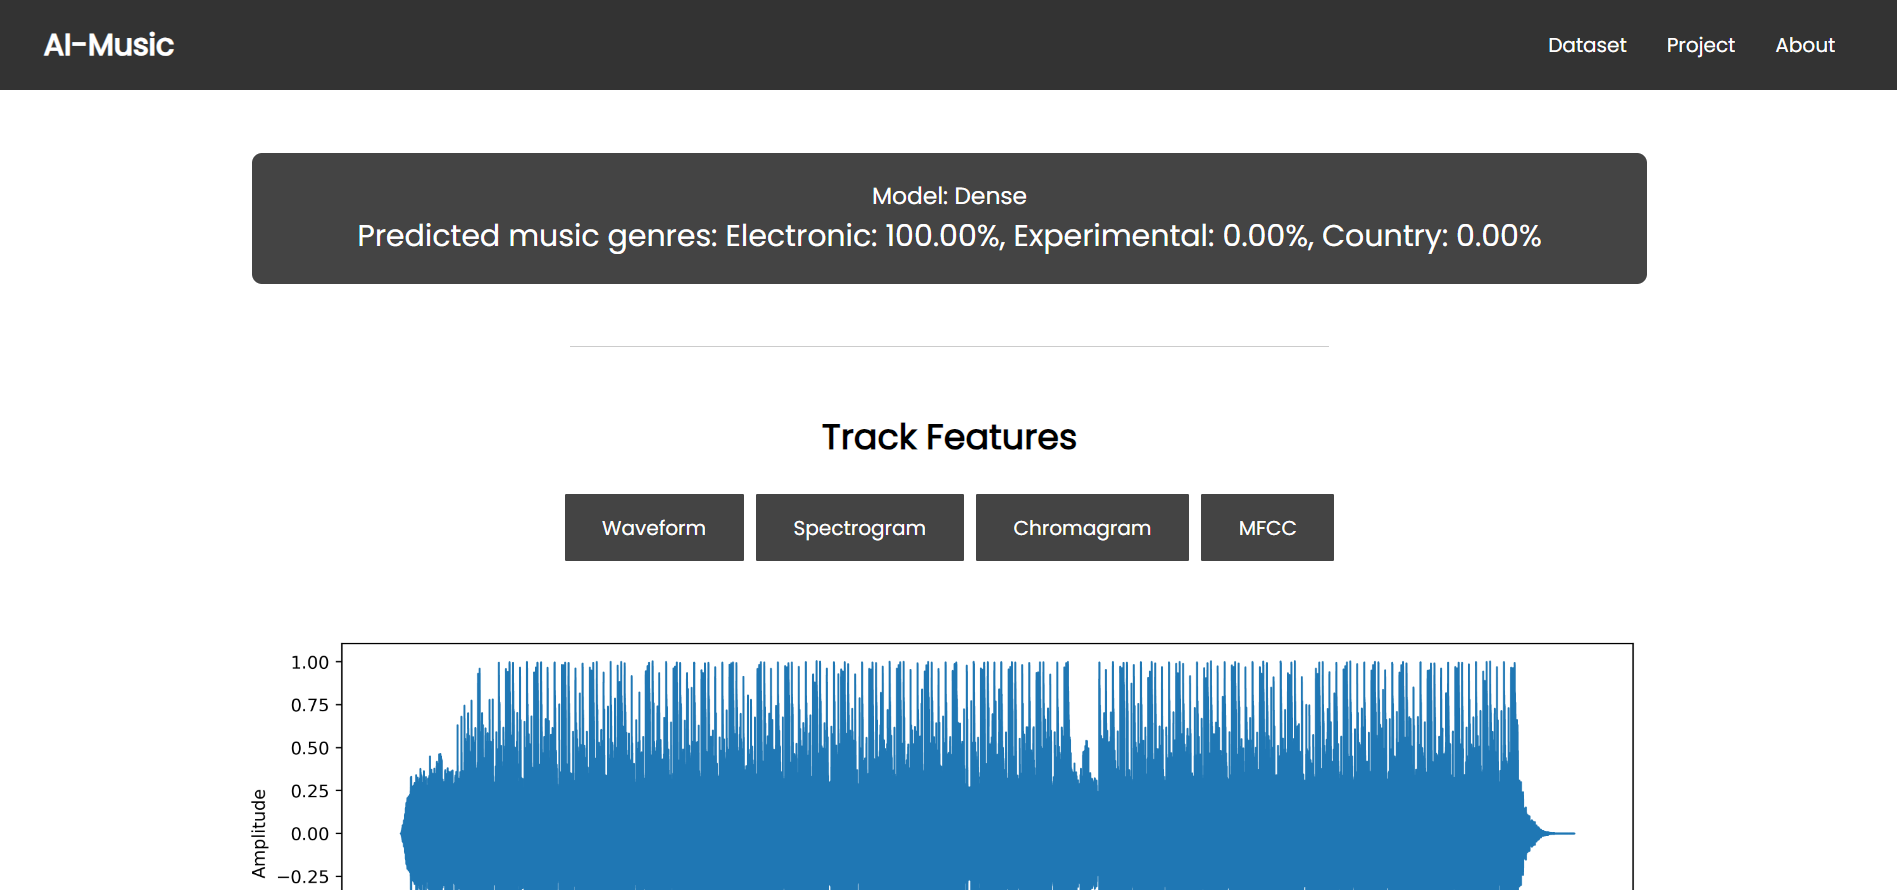 AI-Music
Dataset Project About
Model: Dense
Predicted music genres: Electronic: 100.00%, Experimental: 0.00%, Country: 0.00%
Track Features
Waveform Spectrogram Chromagram MFCC
1.00
0.75
0.50
0.25
0.00
−0.25
Amplitude